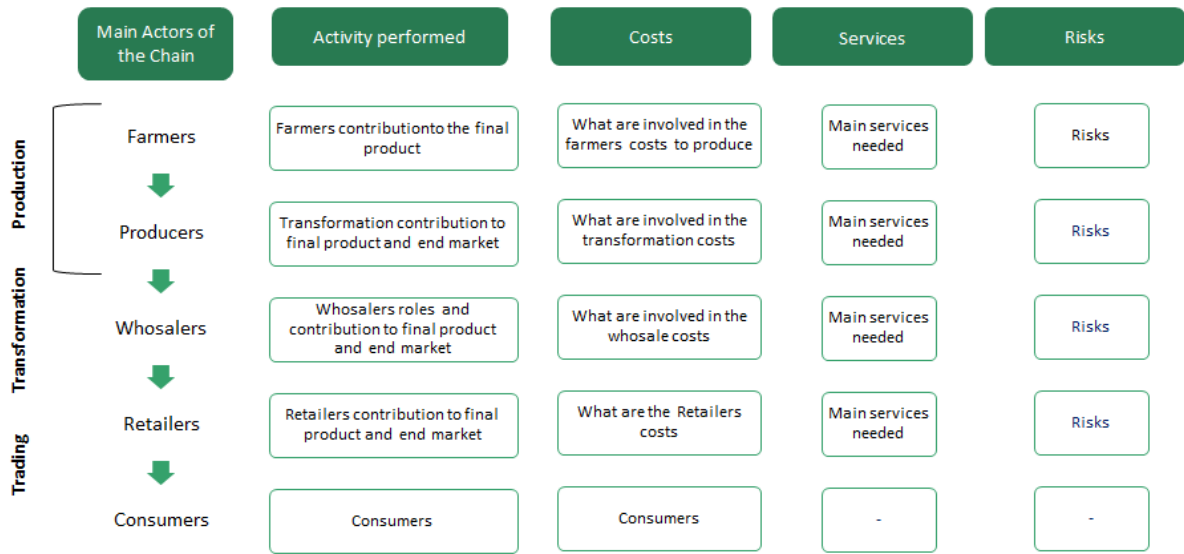 Main Actors of
the Chain
Activity performed
Costs
Services
Risks
Production
Transformation
Trading
Farmers
Farmers contributionto the final
product
What are involved in the
farmers costs to produce
Main services
needed
Risks
Producers
Transformation contribution to
final product and end market
What are involved in the
transformation costs
Main services
needed
Risks
Whosalers
Whosalers roles and
contribution to final product
and end market
What are involved in the
whosale costs
Main services
needed
Risks
Retailers
Retailers contribution to final
product and end market
What are the Retailers
costs
Main services
needed
Risks
Consumers
Consumers
Consumers
-
-